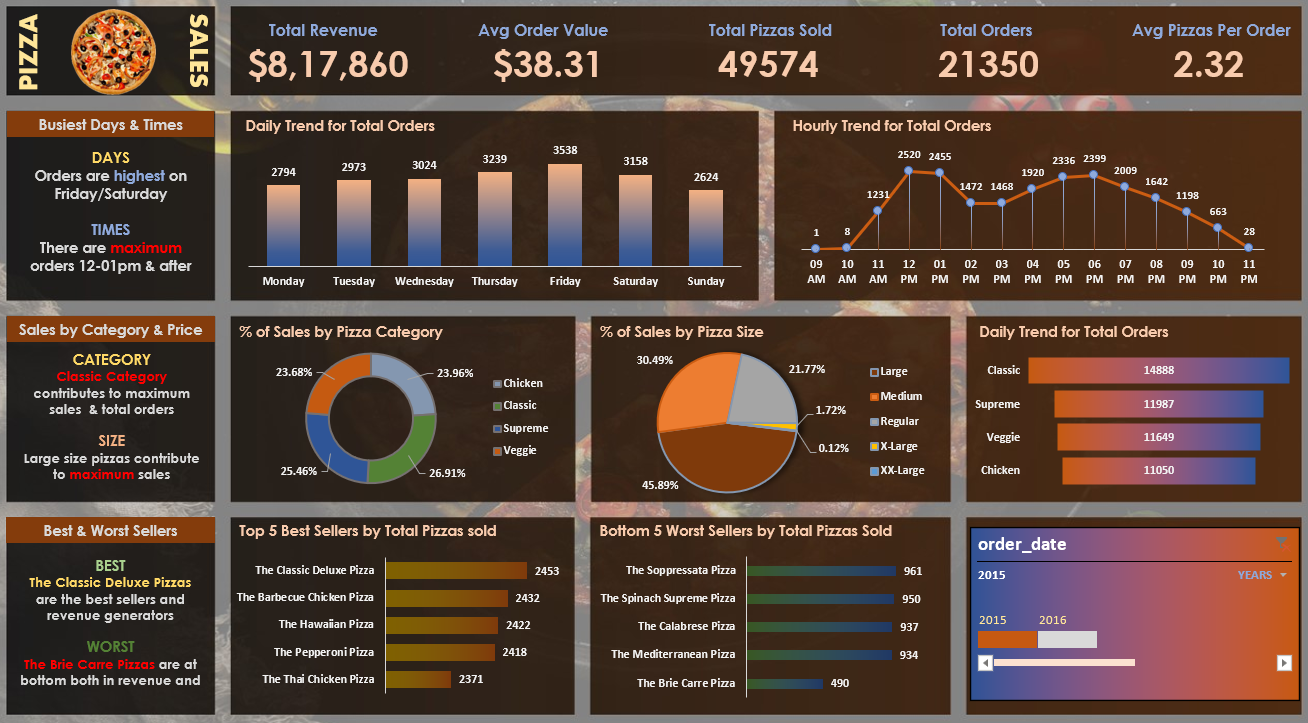 PIZZA
SALES
Total Revenue
$8,17,860
Avg Order Value
$38.31
Total Pizzas Sold
49574
Total Orders
21350
Avg Pizzas Per Order
2.32
Busiest Days & Times
DAYS
Orders are highest on
Friday/Saturday
TIMES
There are maximum
orders 12-01pm & after
Daily Trend for Total Orders
2794
2973
3024
3239
3538
3158
2624
Monday
Tuesday
Wednesday
Thursday
Friday
Saturday
Sunday
Hourly Trend for Total Orders
1
8
1231
2520
2455
1472
1468
1920
2336
2399
2009
1642
1198
663
28
09 AM
10 AM
11 AM
12 PM
01 PM
02 PM
03 PM
04 PM
05 PM
06 PM
07 PM
08 PM
09 PM
10 PM
11 PM
Sales by Category & Price
CATEGORY
Classic Category
contributes to maximum
sales & total orders
SIZE
Large size pizzas contribute
to maximum sales
% of Sales by Pizza Category
23.68%
23.96%
25.46%
26.91%
Chicken
Classic
Supreme
Veggie
% of Sales by Pizza Size
30.49%
21.77%
1.72%
0.12%
45.89%
Large
Medium
Regular
X-Large
XX-Large
Daily Trend for Total Orders
Classic 14888
Supreme 11987
Veggie 11649
Chicken 11050
Best & Worst Sellers
BEST
The Classic Deluxe Pizzas
are the best sellers and
revenue generators
WORST
The Brie Carre Pizzas are at
bottom both in revenue and
Top 5 Best Sellers by Total Pizzas sold
The Classic Deluxe Pizza 2453
The Barbecue Chicken Pizza 2432
The Hawaiian Pizza 2422
The Pepperoni Pizza 2418
The Thai Chicken Pizza 2371
Bottom 5 Worst Sellers by Total Pizzas Sold
The Soppressata Pizza 961
The Spinach Supreme Pizza 950
The Calabrese Pizza 937
The Mediterranean Pizza 934
The Brie Carre Pizza 490
order_date
2015 YEARS
2015 2016